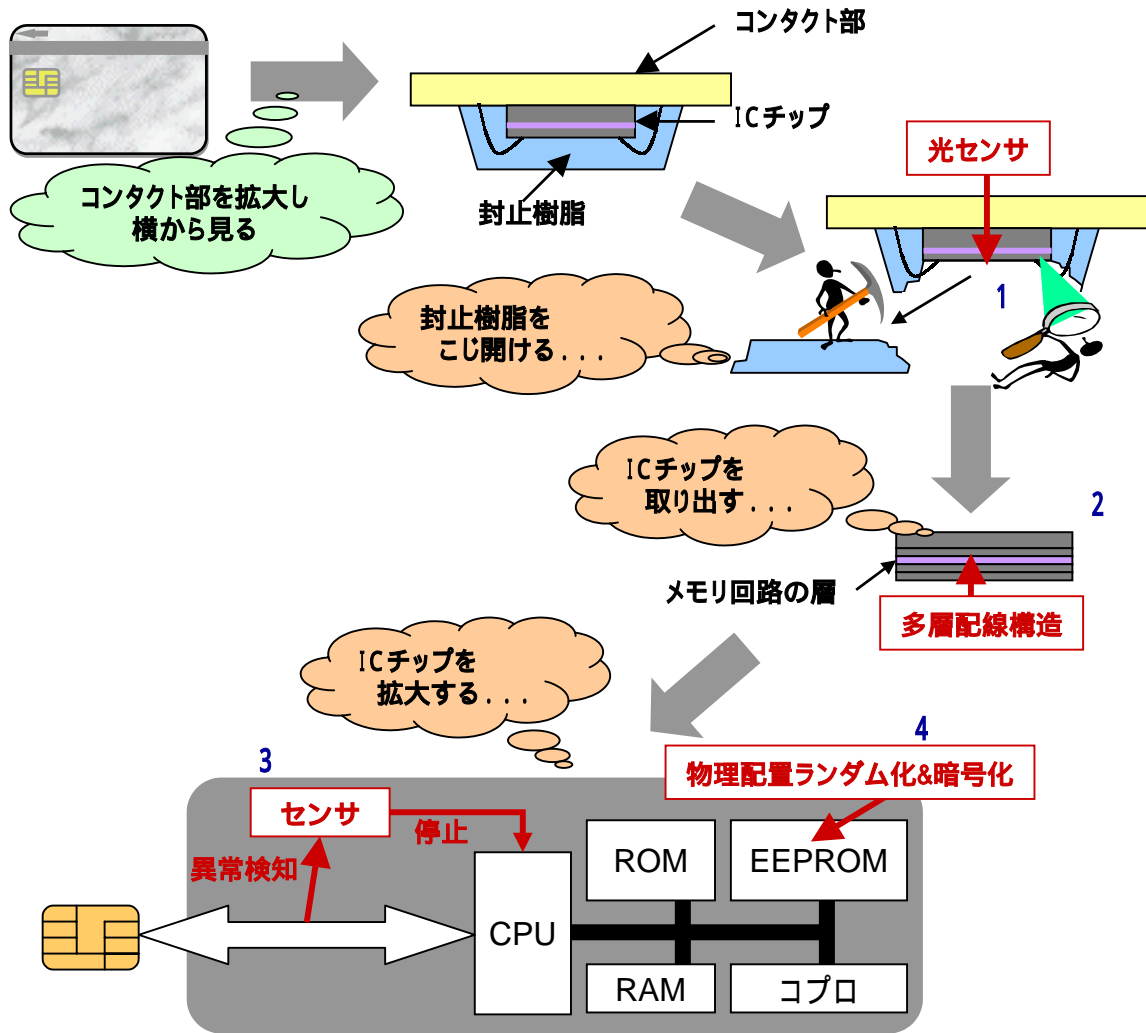 コンタクト部
ICチップ
封止樹脂
コンタクト部を拡大し
横から見る
光センサ
1
封止樹脂を
こじ開ける...
ICチップを
取り出す...
2
メモリ回路の層
多層配線構造
ICチップを
拡大する...
3
4
物理配置ランダム化&暗号化
センサ
停止
異常検知
CPU
ROM
EEPROM
RAM
コプロ